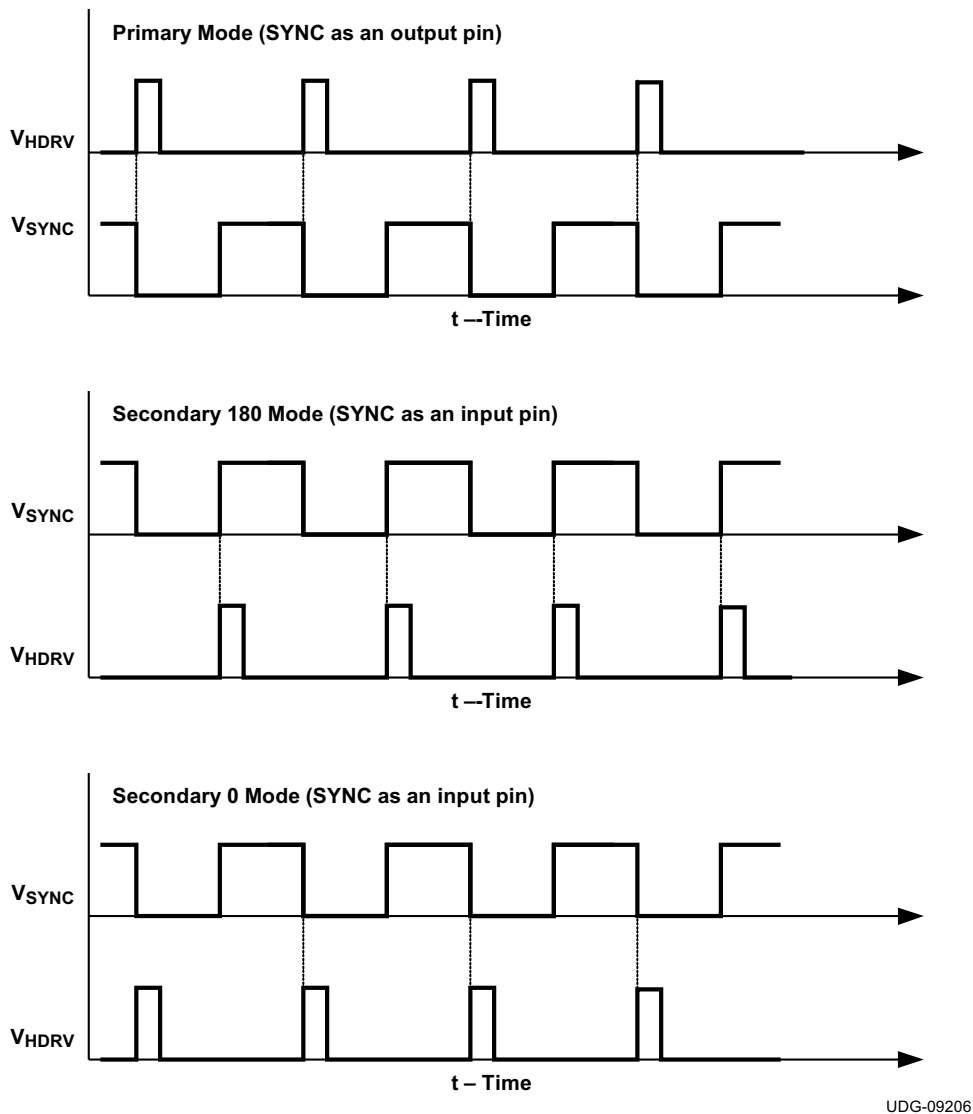 Primary Mode (SYNC as an output pin)
VHDRV
VSYNC
t –-Time
Secondary 180 Mode (SYNC as an input pin)
VSYNC
VHDRV
t –-Time
Secondary 0 Mode (SYNC as an input pin)
VSYNC
VHDRV
t – Time
UDG-09206